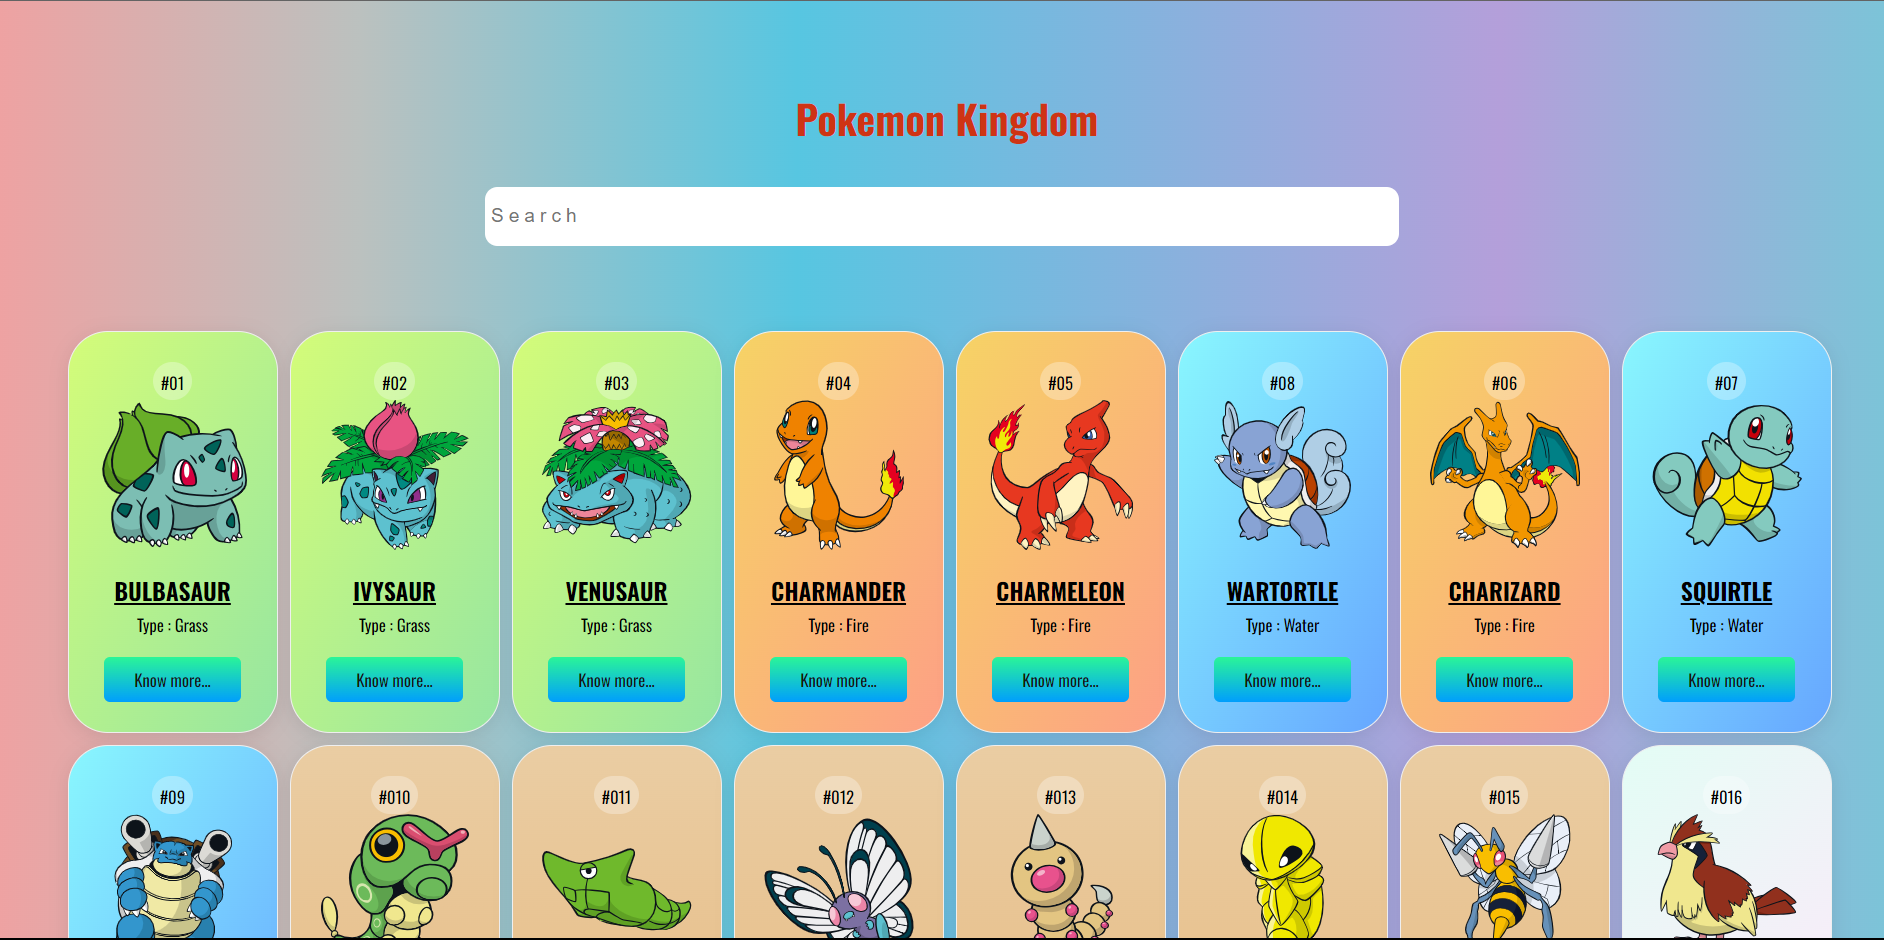 Pokemon Kingdom
Search
#01
#02
#03
#04
#05
#08
#06
#07
BULBASAUR
IVYSAUR
VENUSAUR
CHARMANDER
CHARMELEON
WARTORTLE
CHARIZARD
SQUIRTLE
Type : Grass
Type : Grass
Type : Grass
Type : Fire
Type : Fire
Type : Water
Type : Fire
Type : Water
Know more...
Know more...
Know more...
Know more...
Know more...
Know more...
Know more...
Know more...
#09
#010
#011
#012
#013
#014
#015
#016